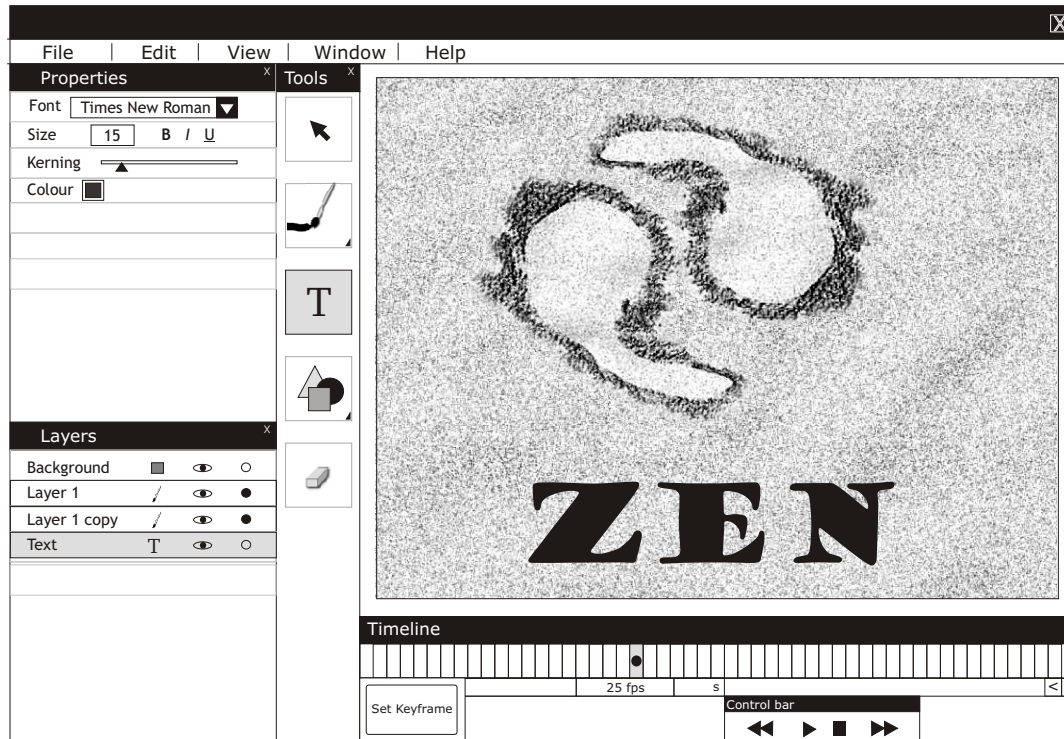 X
File | Edit | View | Window | Help
Properties X
Font Times New Roman
Size 15 B I U
Kerning
Colour
Tools X
T
Layers X
Background
Layer 1
Layer 1 copy
Text T
ZEN
Timeline
25 fps s <
Set Keyframe
Control bar